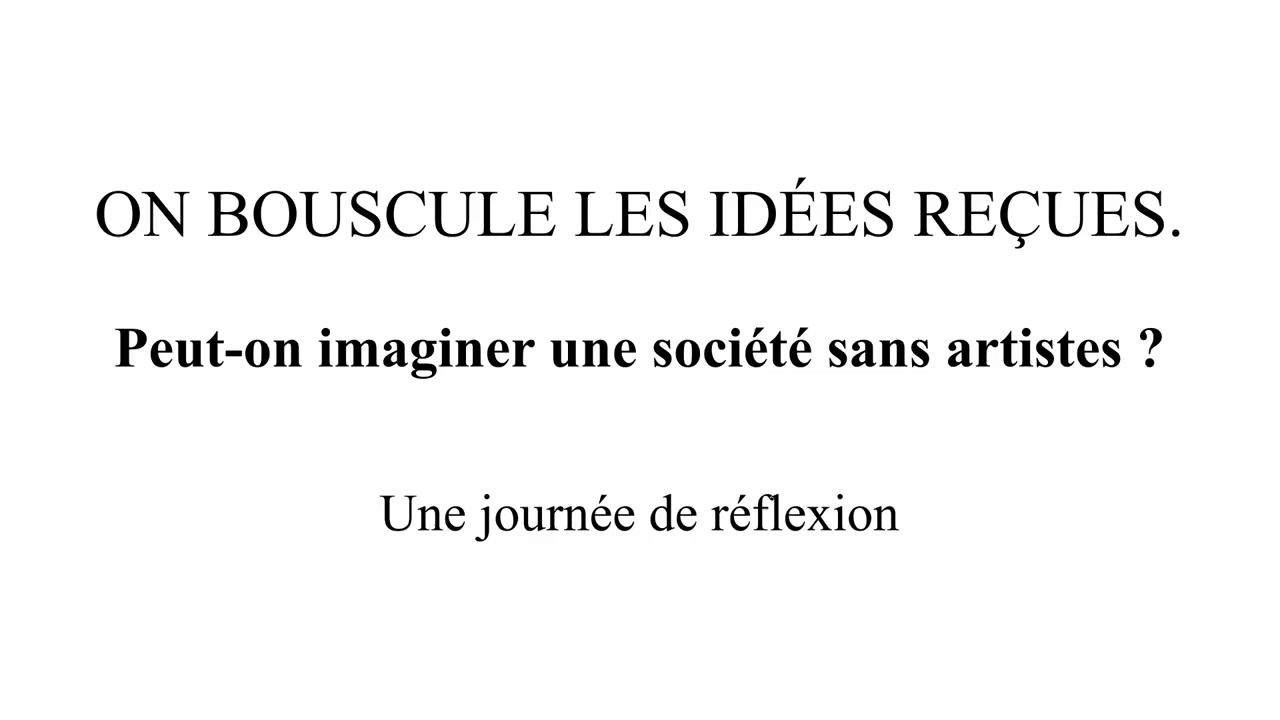 ON BOUSCULE LES IDÉES REÇUES.
Peut-on imaginer une société sans artistes ?
Une journée de réflexion